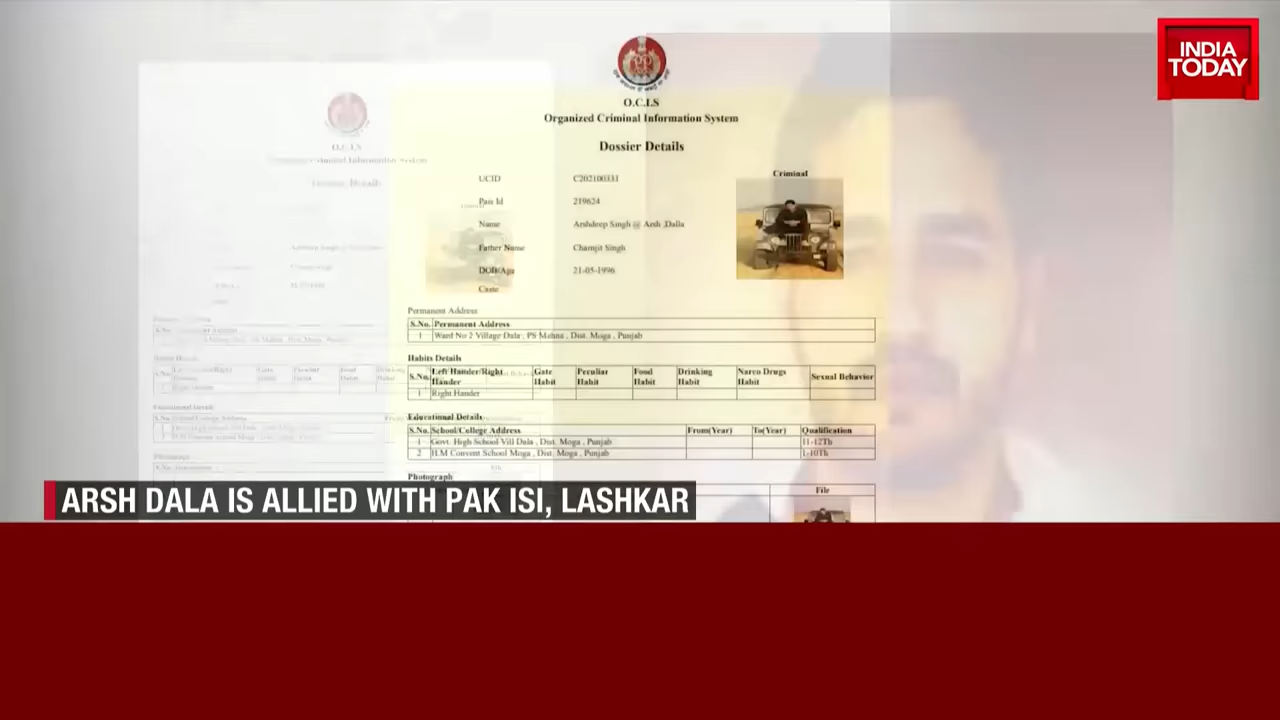 INDIA
TODAY
O.C.I.S
Organized Criminal Information System
Dossier Details
UCID C202100331
Criminal
Pais Id 219624
Name Arshdeep Singh @ Arsh Dalla
Father Name Charnjit Singh
DOB/Age 21-05-1996
Caste
Permanent Address
S.No. Permanent Address
1 Ward No 2 Village Dala , PS Mehna , Dist. Moga , Punjab
Habits Details
S.No. Left Hander/Right Hander Gate Habit Peculiar Habit Food Habit Drinking Habit Narco Drugs Habit Sexual Behavior
1 Right Hander
Educational Details
S.No. School/College Address From(Year) To(Year) Qualification
1 Govt. High School Vill Dala , Dist. Moga , Punjab 11-12Th
2 H.M Convent School Moga , Dist. Moga , Punjab 1-10Th
Photograph
File
ARSH DALA IS ALLIED WITH PAK ISI, LASHKAR